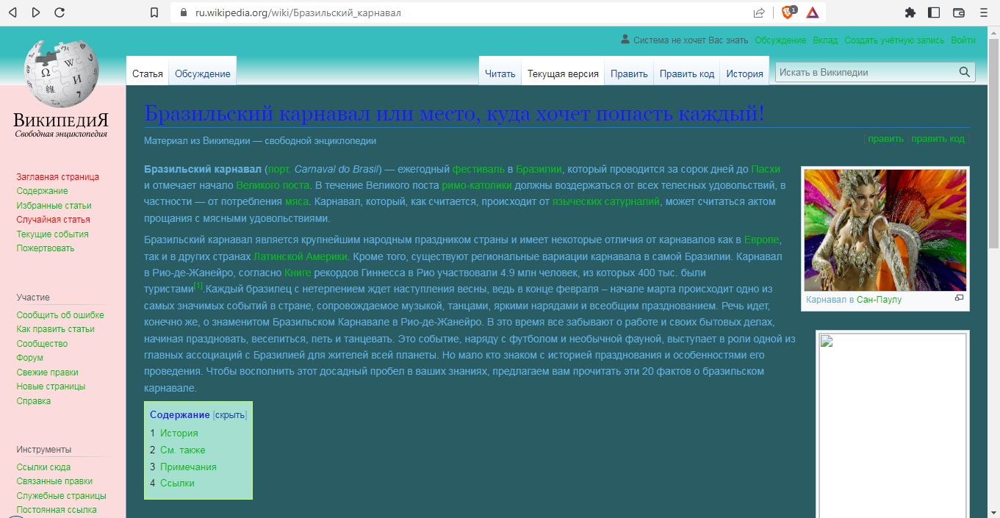 ru.wikipedia.org/wiki/Бразильский_карнавал
1
Система не хочет Вас знать Обсуждение Вклад Создать учётную запись Войти
Статья Обсуждение Читать Текущая версия Править Править код История Искать в Википедии
ВикипедиЯ
Свободная энциклопедия
Заглавная страница
Содержание
Избранные статьи
Случайная статья
Текущие события
Пожертвовать
Участие
Сообщить об ошибке
Как править статьи
Сообщество
Форум
Свежие правки
Новые страницы
Справка
Инструменты
Ссылки сюда
Связанные правки
Служебные страницы
Постоянная ссылка
Бразильский карнавал или место, куда хочет попасть каждый!
Материал из Википедии — свободной энциклопедии
[ править | править код ]
Бразильский карнавал (порт. Carnaval do Brasil) — ежегодный фестиваль в Бразилии, который проводится за сорок дней до Пасхи
и отмечает начало Великого поста. В течение Великого поста римо-католики должны воздержаться от всех телесных удовольствий, в
частности — от потребления мяса. Карнавал, который, как считается, происходит от языческих сатурналий, может считаться актом
прощания с мясными удовольствиями.
Бразильский карнавал является крупнейшим народным праздником страны и имеет некоторые отличия от карнавалов как в Европе,
так и в других странах Латинской Америки. Кроме того, существуют региональные вариации карнавала в самой Бразилии. Карнавал
в Рио-де-Жанейро, согласно Книге рекордов Гиннесса в Рио участвовали 4.9 млн человек, из которых 400 тыс. были
туристами[1].Каждый бразилец с нетерпением ждет наступления весны, ведь в конце февраля – начале марта происходит одно из
самых значимых событий в стране, сопровождаемое музыкой, танцами, яркими нарядами и всеобщим празднованием. Речь идет,
конечно же, о знаменитом Бразильском Карнавале в Рио-де-Жанейро. В это время все забывают о работе и своих бытовых делах,
начиная праздновать, веселиться, петь и танцевать. Это событие, наряду с футболом и необычной фауной, выступает в роли одной из
главных ассоциаций с Бразилией для жителей всей планеты. Но мало кто знаком с историей празднования и особенностями его
проведения. Чтобы восполнить этот досадный пробел в ваших знаниях, предлагаем вам прочитать эти 20 фактов о бразильском
карнавале.
Карнавал в Сан-Паулу
Содержание [скрыть]
1 История
2 См. также
3 Примечания
4 Ссылки